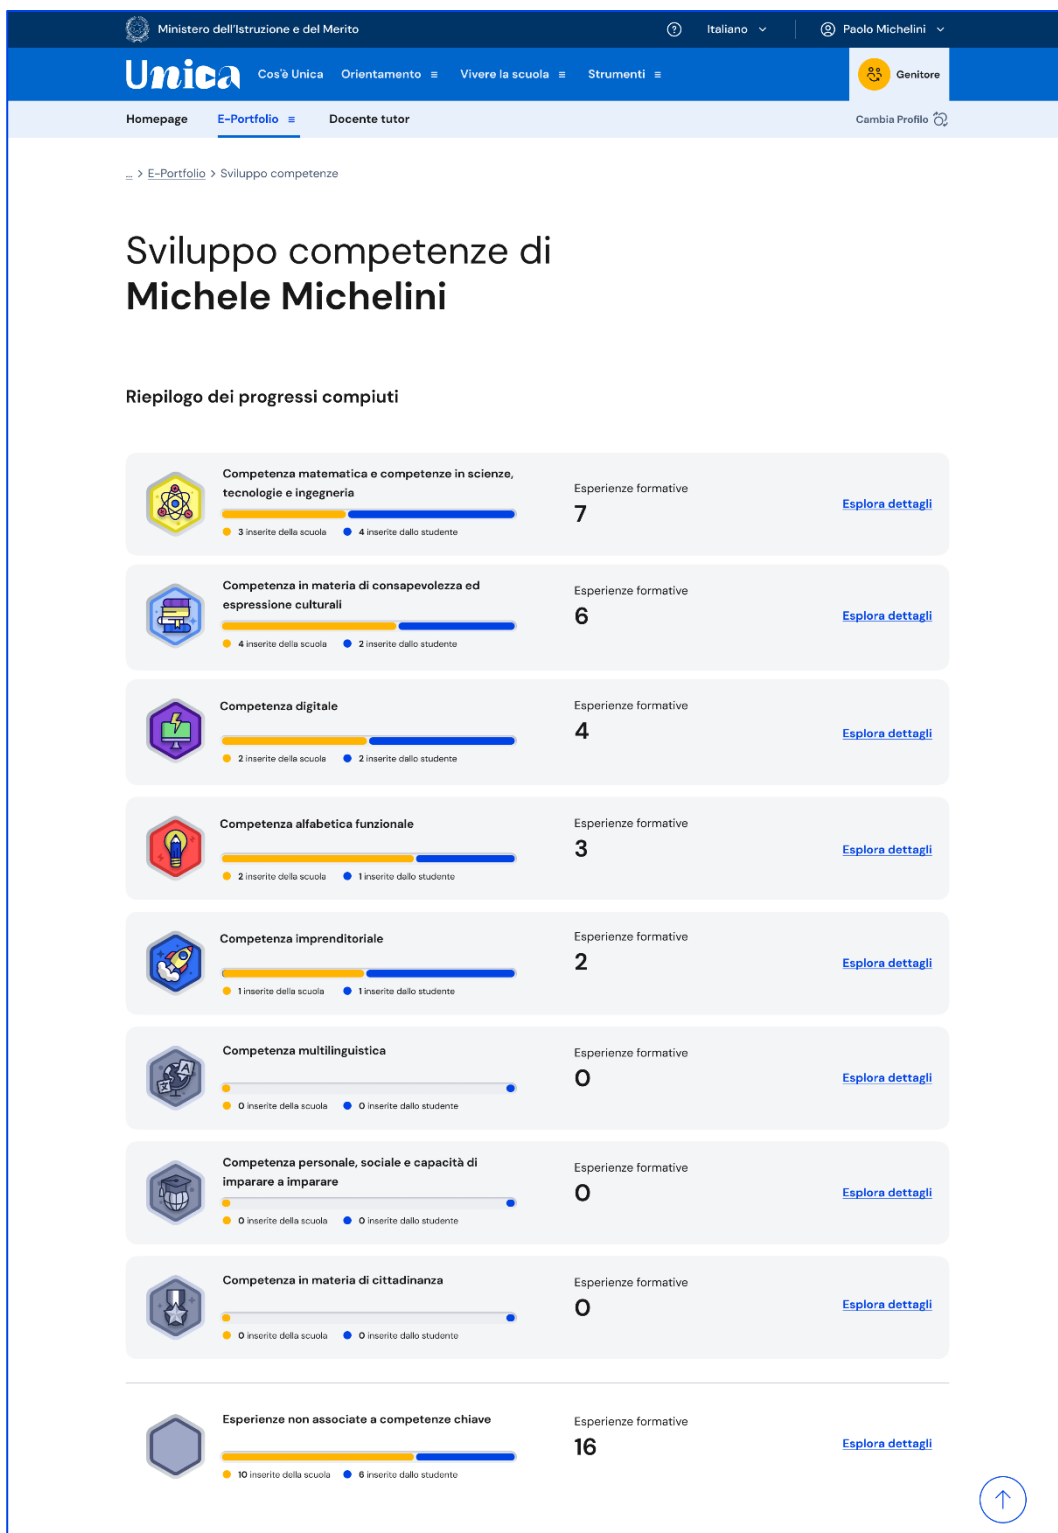 Ministero dell'Istruzione e del Merito
Italiano
Paolo Michelini
Unica
Cos'è Unica
Orientamento
Vivere la scuola
Strumenti
Genitore
Homepage
E-Portfolio
Docente tutor
Cambia Profilo
... > E-Portfolio > Sviluppo competenze
Sviluppo competenze di
Michele Michelini
Riepilogo dei progressi compiuti
Competenza matematica e competenze in scienze,
tecnologie e ingegneria
3 inserite della scuola
4 inserite dallo studente
Esperienze formative
7
Esplora dettagli
Competenza in materia di consapevolezza ed
espressione culturali
4 inserite della scuola
2 inserite dallo studente
Esperienze formative
6
Esplora dettagli
Competenza digitale
2 inserite della scuola
2 inserite dallo studente
Esperienze formative
4
Esplora dettagli
Competenza alfabetica funzionale
2 inserite della scuola
1 inserite dallo studente
Esperienze formative
3
Esplora dettagli
Competenza imprenditoriale
1 inserite della scuola
1 inserite dallo studente
Esperienze formative
2
Esplora dettagli
Competenza multilinguistica
0 inserite della scuola
0 inserite dallo studente
Esperienze formative
0
Esplora dettagli
Competenza personale, sociale e capacità di
imparare a imparare
0 inserite della scuola
0 inserite dallo studente
Esperienze formative
0
Esplora dettagli
Competenza in materia di cittadinanza
0 inserite della scuola
0 inserite dallo studente
Esperienze formative
0
Esplora dettagli
Esperienze non associate a competenze chiave
10 inserite della scuola
6 inserite dallo studente
Esperienze formative
16
Esplora dettagli